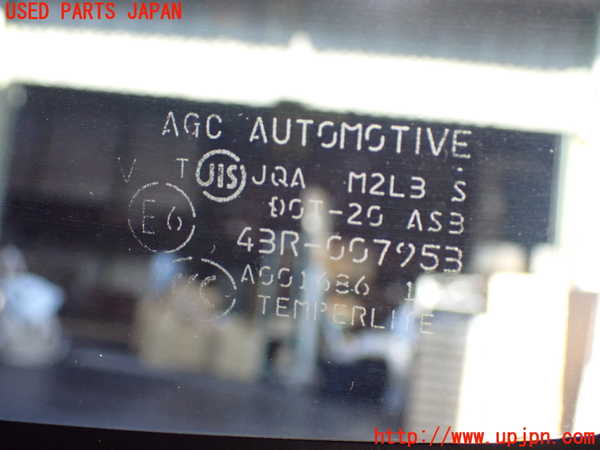 USED PARTS JAPAN
AGC AUTOMOTIVE
V T JIS JQA M2L3 S
DOT-20 AS3
E6 43R-007953
A001686
TEMPERLITE
http://www.upjpn.com